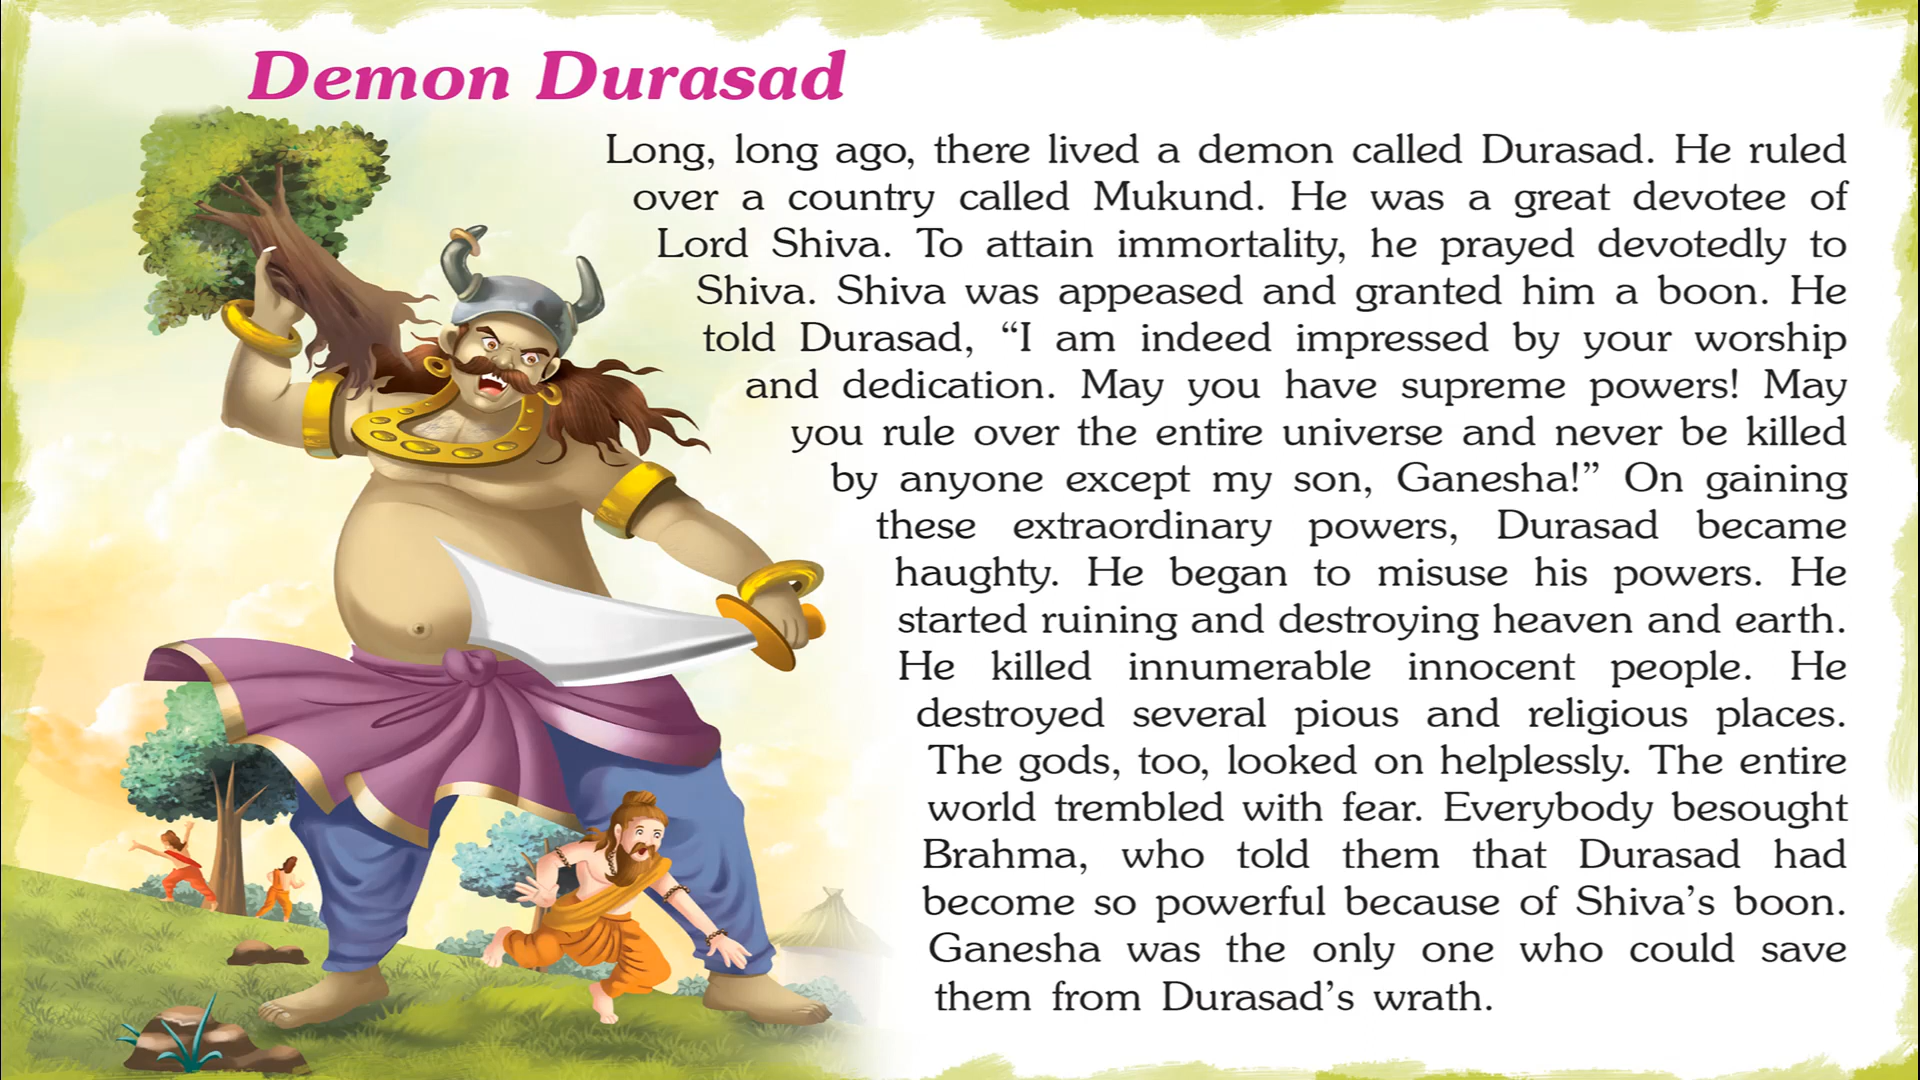 Demon Durasad
Long, long ago, there lived a demon called Durasad. He ruled
over a country called Mukund. He was a great devotee of
Lord Shiva. To attain immortality, he prayed devotedly to
Shiva. Shiva was appeased and granted him a boon. He
told Durasad, “I am indeed impressed by your worship
and dedication. May you have supreme powers! May
you rule over the entire universe and never be killed
by anyone except my son, Ganesha!” On gaining
these extraordinary powers, Durasad became
haughty. He began to misuse his powers. He
started ruining and destroying heaven and earth.
He killed innumerable innocent people. He
destroyed several pious and religious places.
The gods, too, looked on helplessly. The entire
world trembled with fear. Everybody besought
Brahma, who told them that Durasad had
become so powerful because of Shiva’s boon.
Ganesha was the only one who could save
them from Durasad’s wrath.